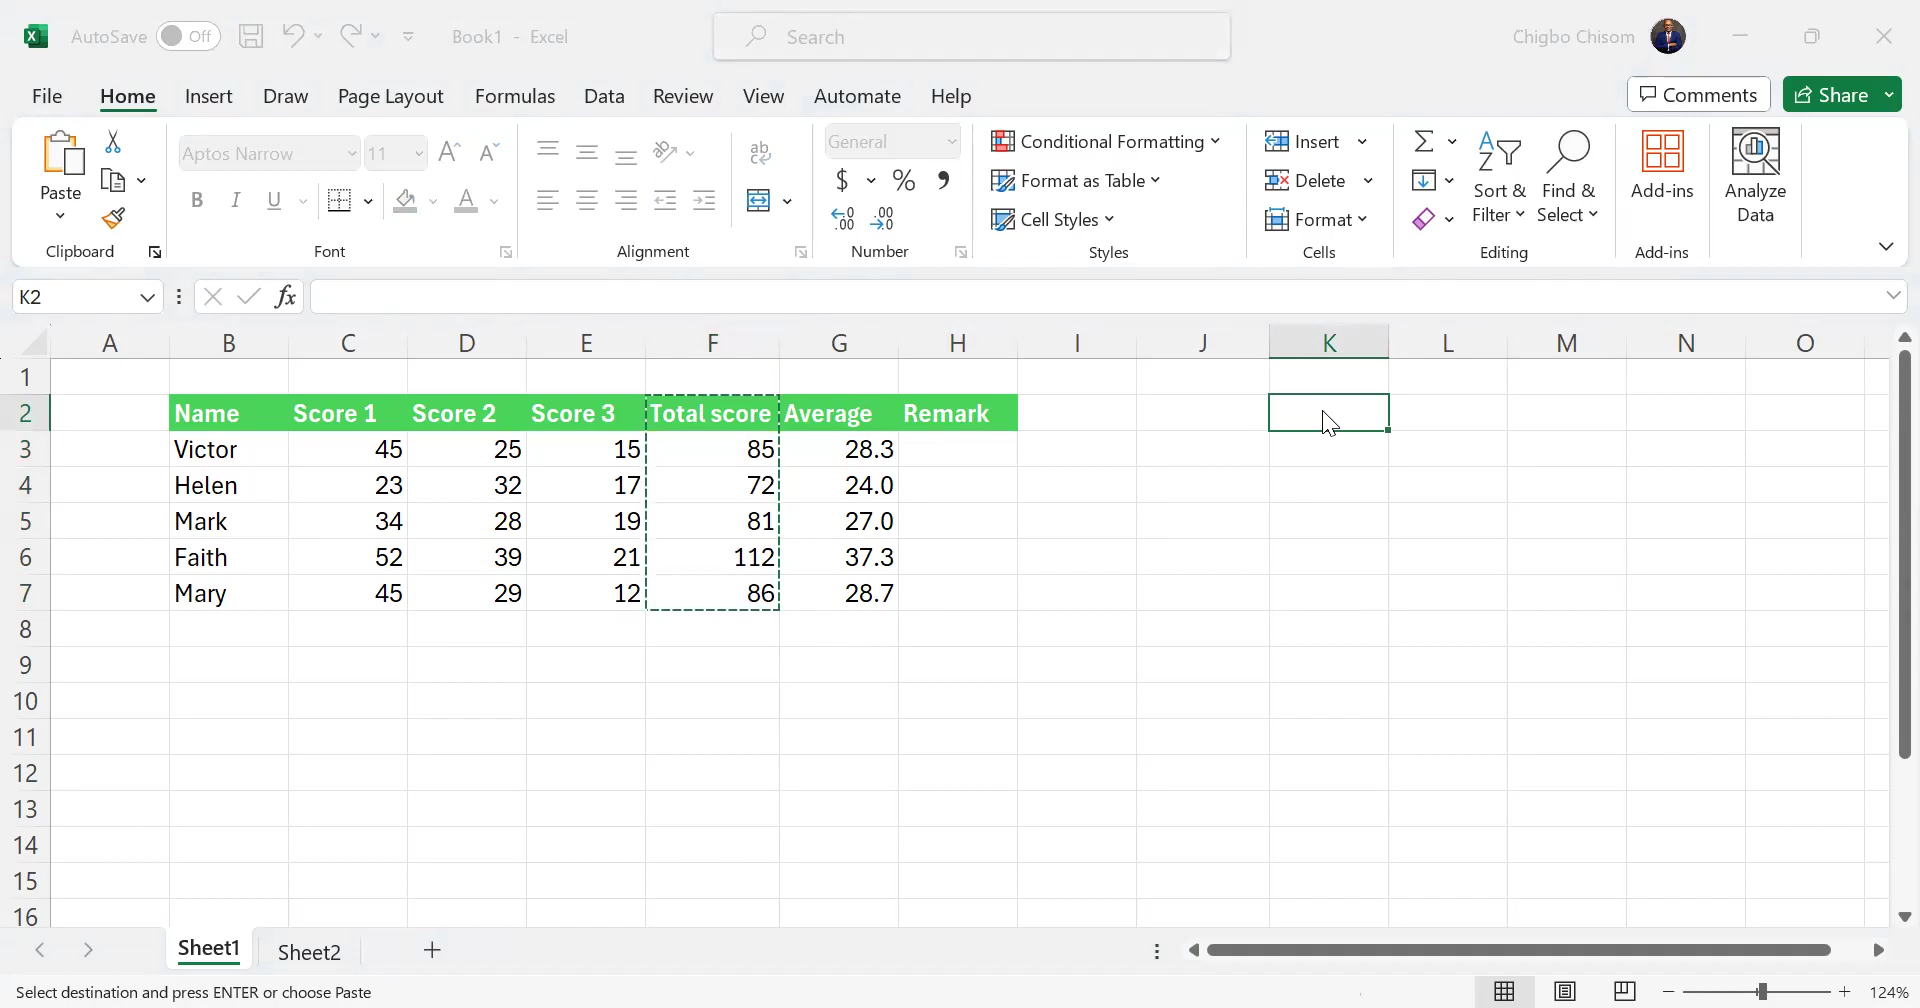 AutoSave Off Book1 - Excel Search Chigbo Chisom
File Home Insert Draw Page Layout Formulas Data Review View Automate Help Comments Share
Paste
Clipboard
Aptos Narrow 11
B I U A
Font
ab
Alignment
General
$ % ,
.00 .00
Number
Conditional Formatting
Format as Table
Cell Styles
Styles
Insert
Delete
Format
Cells
Sort &
Filter
Find &
Select
Editing
Add-ins
Add-ins
Analyze
Data
K2 fx
A B C D E F G H I J K L M N O
1
2 Name Score 1 Score 2 Score 3 Total score Average Remark
3 Victor 45 25 15 85 28.3
4 Helen 23 32 17 72 24.0
5 Mark 34 28 19 81 27.0
6 Faith 52 39 21 112 37.3
7 Mary 45 29 12 86 28.7
8
9
10
11
12
13
14
15
16
Sheet1 Sheet2 +
Select destination and press ENTER or choose Paste 124%